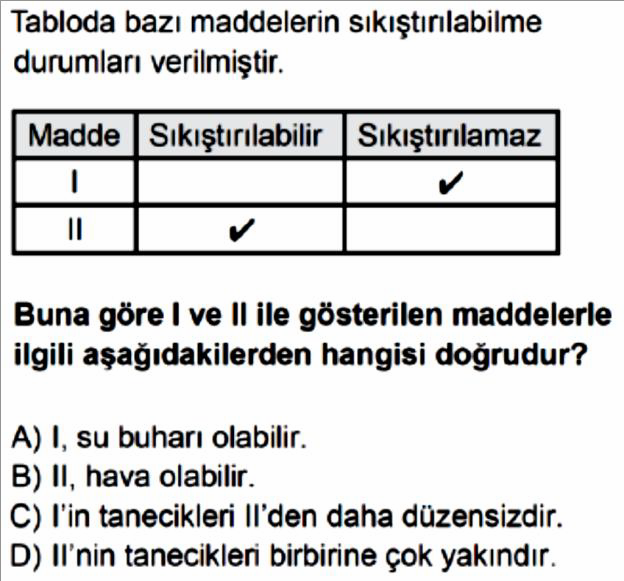 Tabloda bazı maddelerin sıkıştırılabilme
durumları verilmiştir.
Madde Sıkıştırılabilir Sıkıştırılamaz
I ✔
II ✔
Buna göre I ve II ile gösterilen maddelerle
ilgili aşağıdakilerden hangisi doğrudur?
A) I, su buharı olabilir.
B) II, hava olabilir.
C) I'in tanecikleri II'den daha düzensizdir.
D) II'nin tanecikleri birbirine çok yakındır.